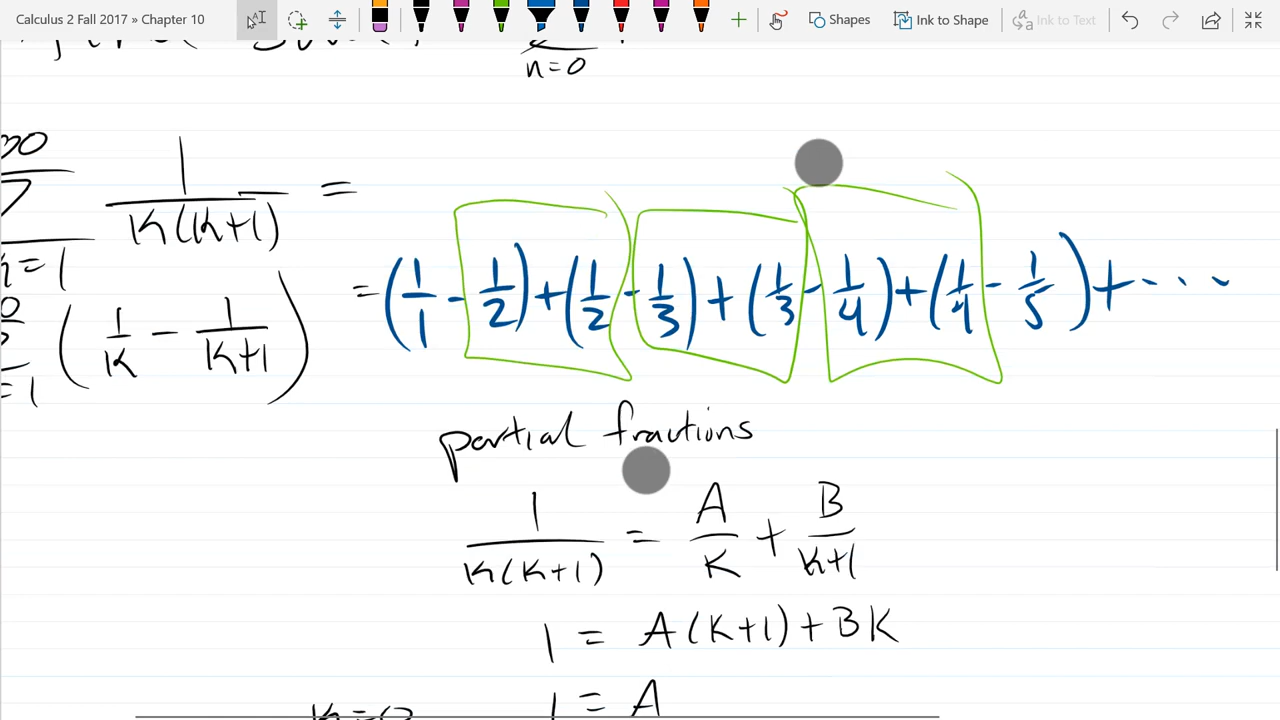 Calculus 2 Fall 2017 » Chapter 10
Shapes
Ink to Shape
Ink to Text
n=0
∞
Σ 1/(K(K+1)) =
K=1
(1/K − 1/(K+1))
=1
=(1/1 − 1/2)+(1/2 − 1/3)+(1/3 − 1/4)+(1/4 − 1/5)+···
partial fractions
1/(K(K+1)) = A/K + B/(K+1)
1 = A(K+1)+BK
1 = A